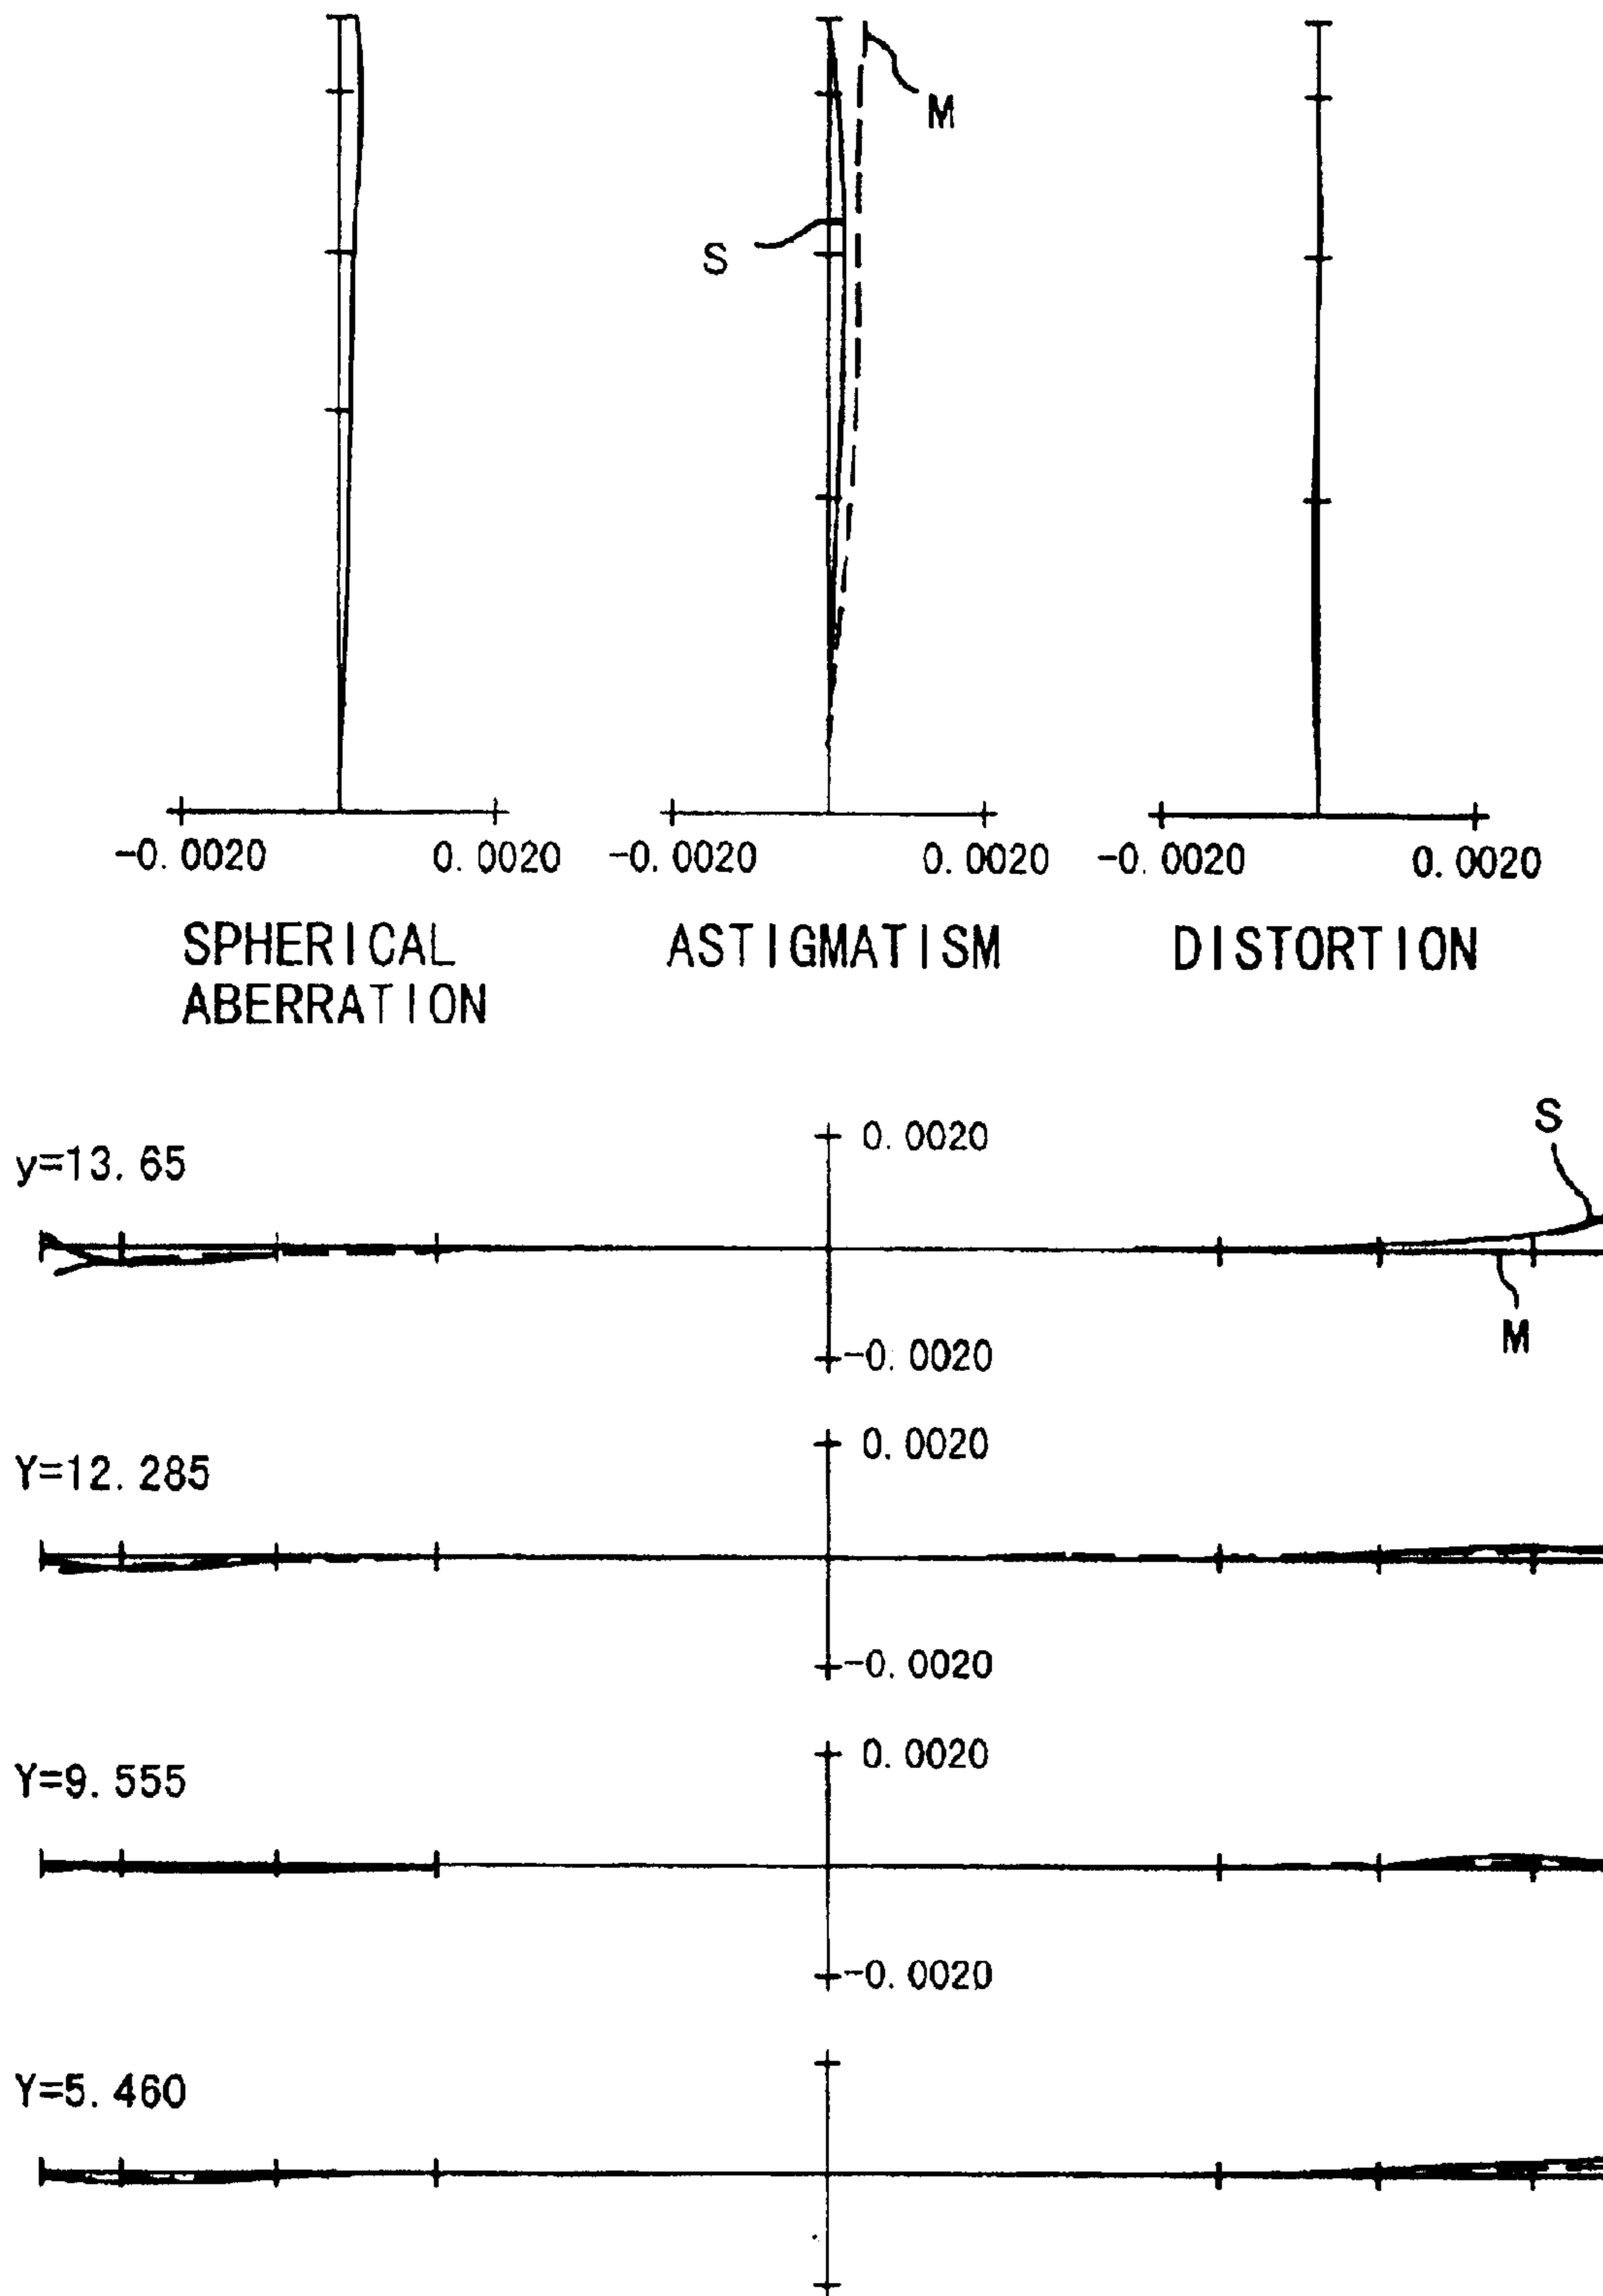 M
S
-0.0020 0.0020 -0.0020 0.0020 -0.0020 0.0020
SPHERICAL ABERRATION
ASTIGMATISM
DISTORTION
y=13.65
0.0020
S
M
-0.0020
Y=12.285
0.0020
-0.0020
Y=9.555
0.0020
-0.0020
Y=5.460